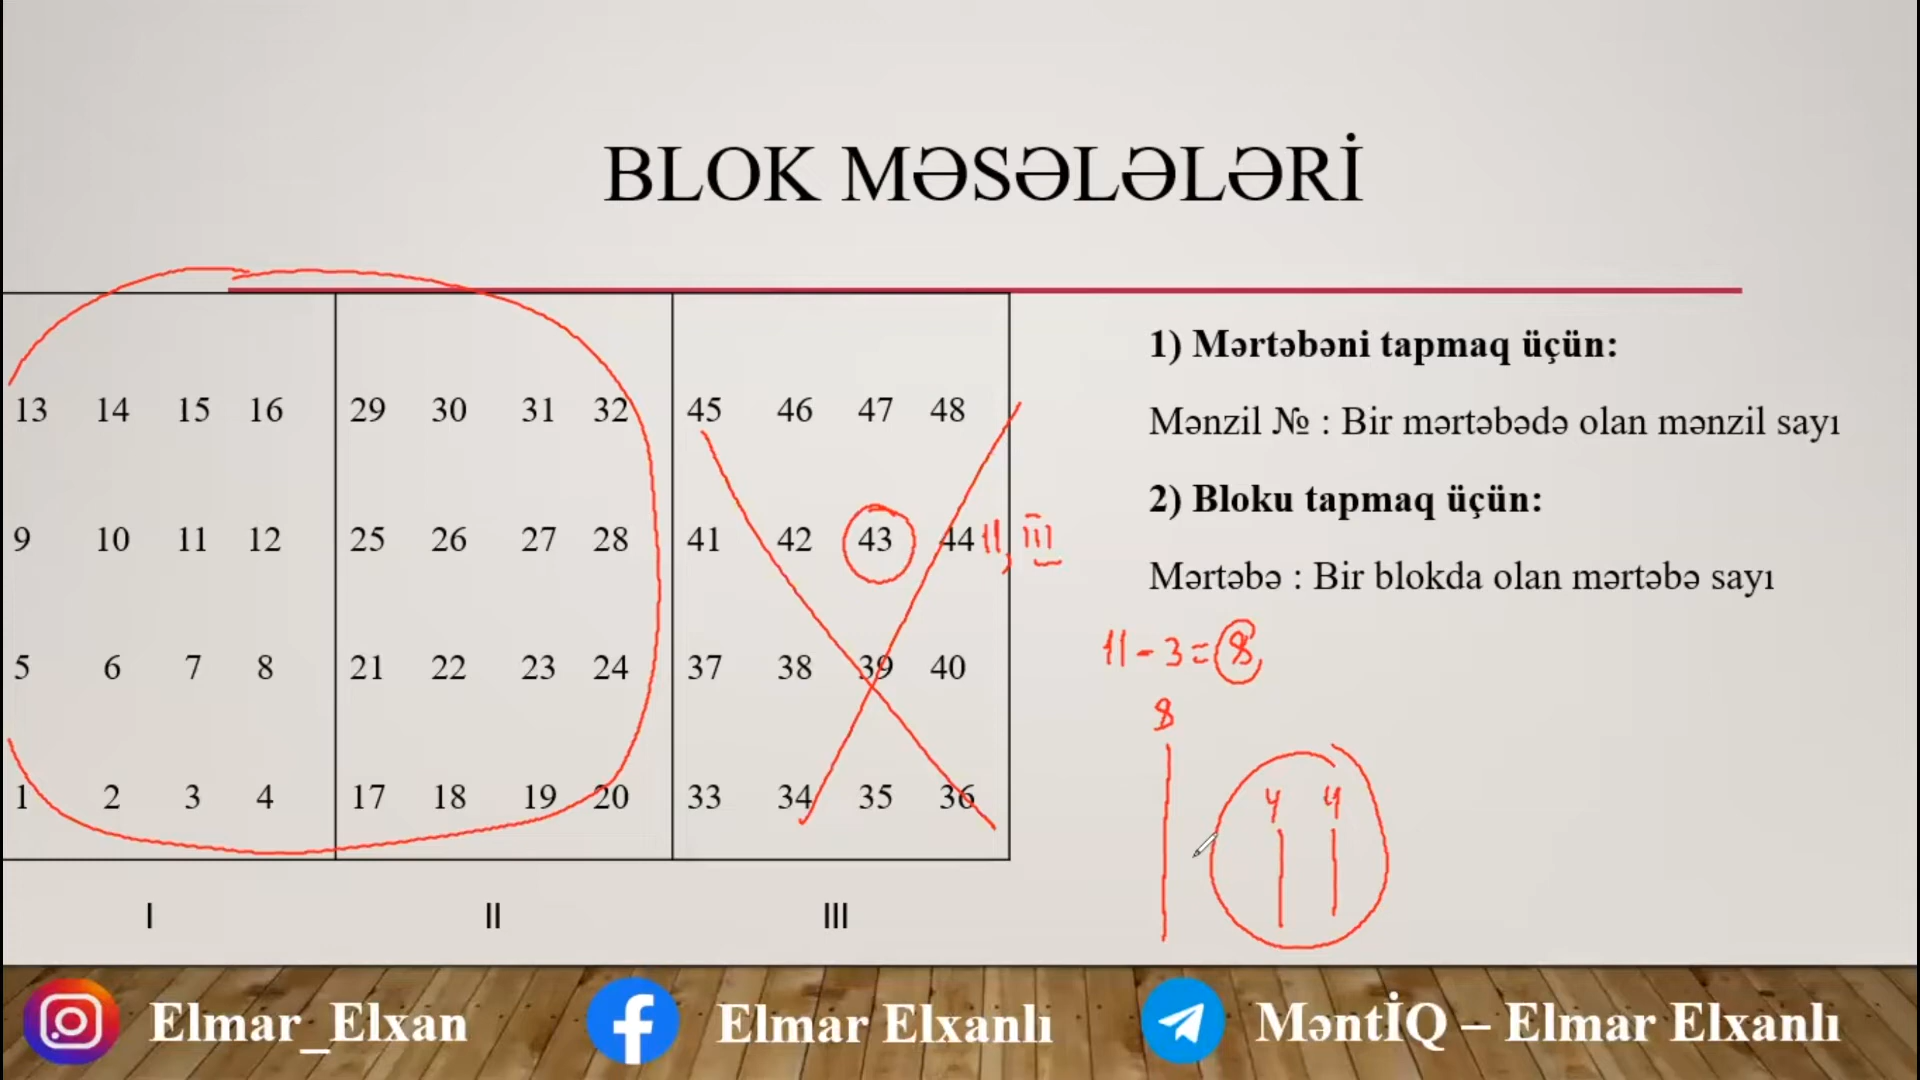 BLOK MƏSƏLƏLƏRİ
13 14 15 16 29 30 31 32 45 46 47 48
9 10 11 12 25 26 27 28 41 42 43 44 11, III
5 6 7 8 21 22 23 24 37 38 39 40
1 2 3 4 17 18 19 20 33 34 35 36
I II III
1) Mərtəbəni tapmaq üçün:
Mənzil № : Bir mərtəbədə olan mənzil sayı
2) Bloku tapmaq üçün:
Mərtəbə : Bir blokda olan mərtəbə sayı
11 - 3 = 8
8
4 4
Elmar_Elxan
Elmar Elxanlı
MəntİQ – Elmar Elxanlı